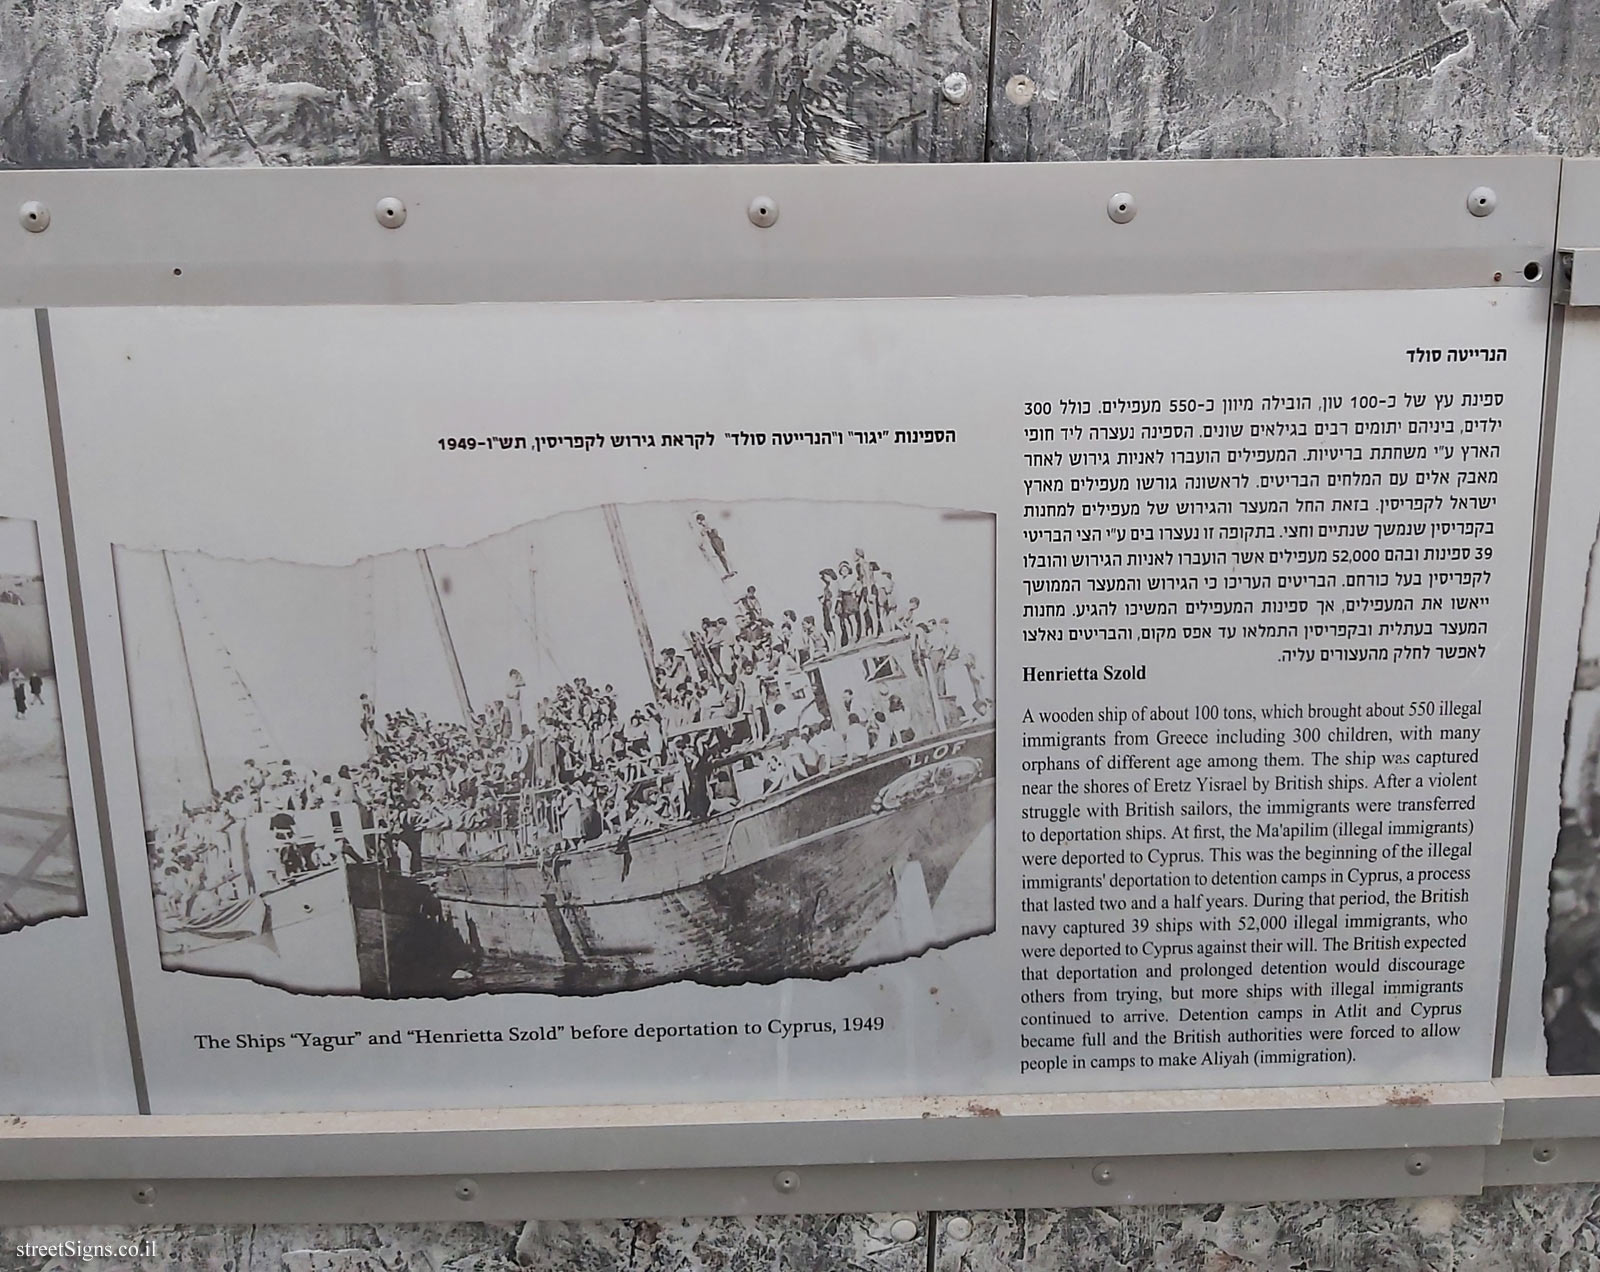 הנרייטה סולד
ספינת עץ של כ-100 טון, הובילה מיוון כ-550 מעפילים. כולל 300
ילדים, ביניהם יתומים רבים בגילאים שונים. הספינה נעצרה ליד חופי
הארץ ע"י משחתת בריטיות. המעפילים הועברו לאניות גירוש לאחר
מאבק אלים עם המלחים הבריטים. לראשונה גורשו מעפילים מארץ
ישראל לקפריסין. בזאת החל המעצר והגירוש של מעפילים למחנות
בקפריסין שנמשך שנתיים וחצי. בתקופה זו נעצרו בים ע"י הצי הבריטי
39 ספינות ובהם 52,000 מעפילים אשר הועברו לאניות הגירוש והובלו
לקפריסין בעל כורחם. הבריטים העריכו כי הגירוש והמעצר הממושך
ייאשו את המעפילים, אך ספינות המעפילים המשיכו להגיע. מחנות
המעצר בעתלית ובקפריסין התמלאו עד אפס מקום, והבריטים נאלצו
לאפשר לחלק מהעצורים עליה.
Henrietta Szold
A wooden ship of about 100 tons, which brought about 550 illegal
immigrants from Greece including 300 children, with many
orphans of different age among them. The ship was captured
near the shores of Eretz Yisrael by British ships. After a violent
struggle with British sailors, the immigrants were transferred
to deportation ships. At first, the Ma'apilim (illegal immigrants)
were deported to Cyprus. This was the beginning of the illegal
immigrants' deportation to detention camps in Cyprus, a process
that lasted two and a half years. During that period, the British
navy captured 39 ships with 52,000 illegal immigrants, who
were deported to Cyprus against their will. The British expected
that deportation and prolonged detention would discourage
others from trying, but more ships with illegal immigrants
continued to arrive. Detention camps in Atlit and Cyprus
became full and the British authorities were forced to allow
people in camps to make Aliyah (immigration).
הספינות "יגור" ו"הנרייטה סולד" לקראת גירוש לקפריסין, תש"ו-1949
L.OF
The Ships “Yagur” and “Henrietta Szold” before deportation to Cyprus, 1949
streetSigns.co.il